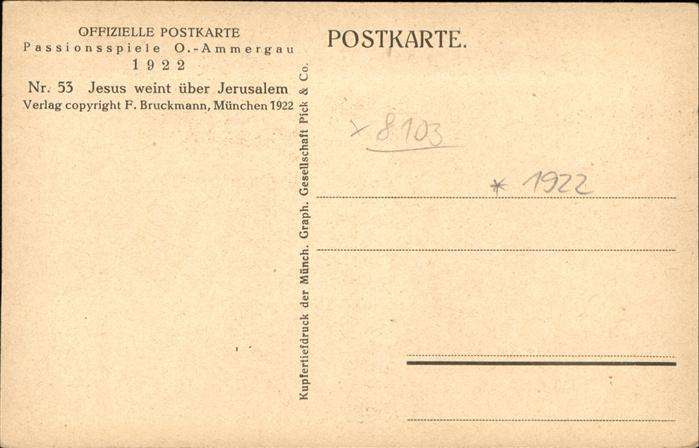 OFFIZIELLE POSTKARTE
Passionsspiele O.-Ammergau
1922
Nr. 53 Jesus weint über Jerusalem
Verlag copyright F. Bruckmann, München 1922
Kupfertiefdruck der Münch. Graph. Gesellschaft Pick & Co.
POSTKARTE.
x 8103
* 1922